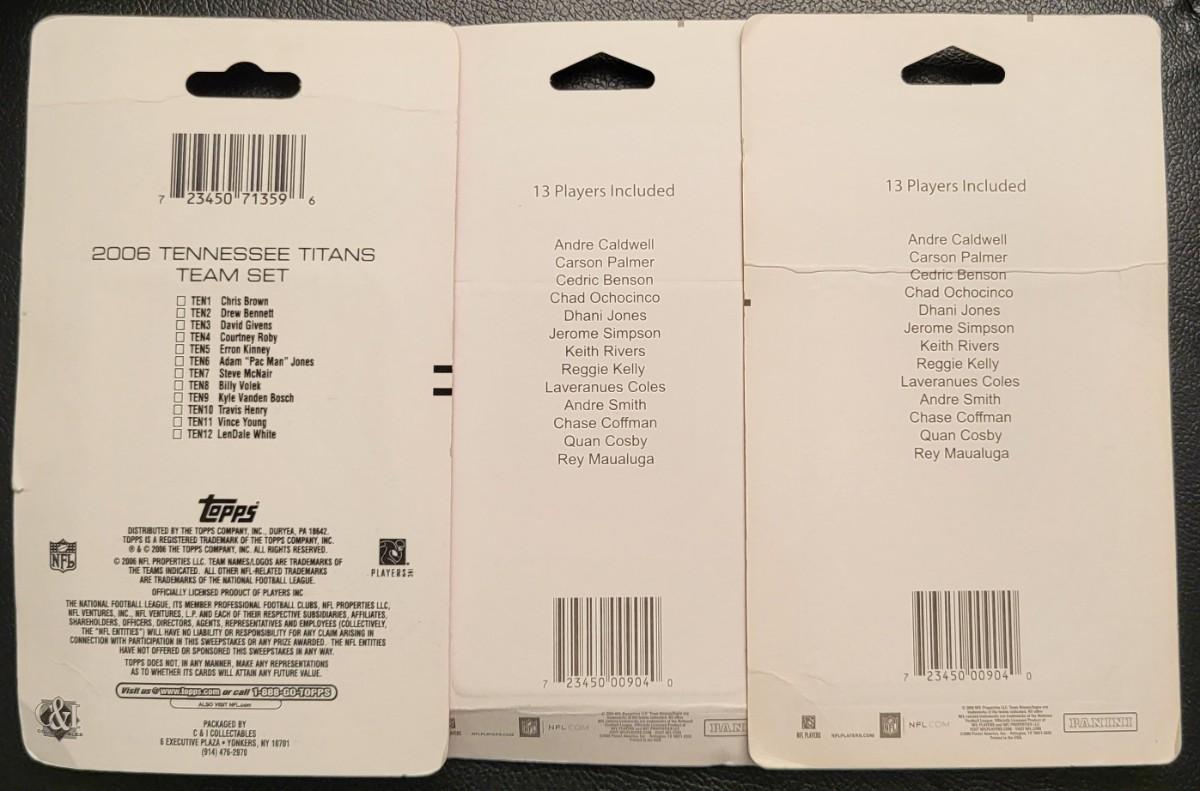 7 23450 71359 6
2006 TENNESSEE TITANS
TEAM SET
TEN1 Chris Brown
TEN2 Drew Bennett
TEN3 David Givens
TEN4 Courtney Roby
TEN5 Erron Kinney
TEN6 Adam "Pac Man" Jones
TEN7 Steve McNair
TEN8 Billy Volek
TEN9 Kyle Vanden Bosch
TEN10 Travis Henry
TEN11 Vince Young
TEN12 LenDale White
topps
DISTRIBUTED BY THE TOPPS COMPANY, INC., DURYEA, PA 18642.
TOPPS IS A REGISTERED TRADEMARK OF THE TOPPS COMPANY, INC.
® & © 2006 THE TOPPS COMPANY, INC. ALL RIGHTS RESERVED.
© 2006 NFL PROPERTIES LLC. TEAM NAMES/LOGOS ARE TRADEMARKS OF
THE TEAMS INDICATED. ALL OTHER NFL-RELATED TRADEMARKS
ARE TRADEMARKS OF THE NATIONAL FOOTBALL LEAGUE.
NFL
PLAYERS INC
OFFICIALLY LICENSED PRODUCT OF PLAYERS INC
THE NATIONAL FOOTBALL LEAGUE, ITS MEMBER PROFESSIONAL FOOTBALL CLUBS, NFL PROPERTIES LLC,
NFL VENTURES, INC., NFL VENTURES, L.P. AND EACH OF THEIR RESPECTIVE SUBSIDIARIES, AFFILIATES,
SHAREHOLDERS, OFFICERS, DIRECTORS, AGENTS, REPRESENTATIVES AND EMPLOYEES (COLLECTIVELY,
THE "NFL ENTITIES") WILL HAVE NO LIABILITY OR RESPONSIBILITY FOR ANY CLAIM ARISING IN
CONNECTION WITH PARTICIPATION IN THIS SWEEPSTAKES OR ANY PRIZE AWARDED. THE NFL ENTITIES
HAVE NOT OFFERED OR SPONSORED THIS SWEEPSTAKES IN ANY WAY.
TOPPS DOES NOT, IN ANY MANNER, MAKE ANY REPRESENTATIONS
AS TO WHETHER ITS CARDS WILL ATTAIN ANY FUTURE VALUE.
Visit us @ www.topps.com or call 1-888-GO-TOPPS
ALSO VISIT NFL.com
C&I
PACKAGED BY
C & I COLLECTABLES
6 EXECUTIVE PLAZA • YONKERS, NY 10701
(914) 476-2970
13 Players Included
Andre Caldwell
Carson Palmer
Cedric Benson
Chad Ochocinco
Dhani Jones
Jerome Simpson
Keith Rivers
Reggie Kelly
Laveranues Coles
Andre Smith
Chase Coffman
Quan Cosby
Rey Maualuga
7 23450 00904 0
NFLPLAYERS.COM
NFL.COM
PANI
13 Players Included
Andre Caldwell
Carson Palmer
Cedric Benson
Chad Ochocinco
Dhani Jones
Jerome Simpson
Keith Rivers
Reggie Kelly
Laveranues Coles
Andre Smith
Chase Coffman
Quan Cosby
Rey Maualuga
7 23450 00904 0
NFL PLAYERS
NFLPLAYERS.COM
NFL.COM
PANINI